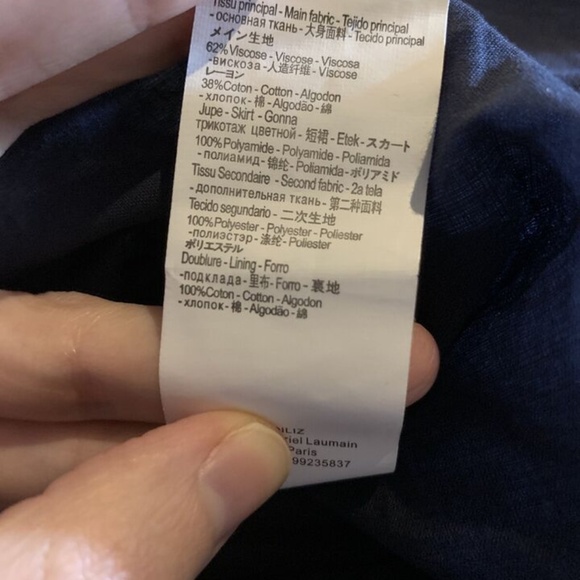 Tissu principal - Main fabric - Tejido principal
- основная ткань - 大身面料 - Tecido principal
メイン生地
62%Viscose - Viscose - Viscosa
-вискоза - 人造纤维 - Viscose
レーヨン
38%Coton - Cotton - Algodon
- хлопок - 棉 - Algodão - 綿
Jupe - Skirt - Gonna
трикотаж цветной - 短裙 - Etek - スカート
100%Polyamide - Polyamide - Poliamida
- полиамид - 锦纶 - Poliamida - ポリアミド
Tissu Secondaire - Second fabric - 2a tela
- дополнительная ткань - 第二种面料
Tecido segundario - 二次生地
100%Polyester - Polyester - Poliester
-полиэстэр - 涤纶 - Poliester
ポリエステル
Doublure - Lining - Forro
-подклада - 里布 - Forro - 裏地
100%Coton - Cotton - Algodon
- хлопок - 棉 - Algodão - 綿
ILIZ
riel Laumain
Paris
99235837